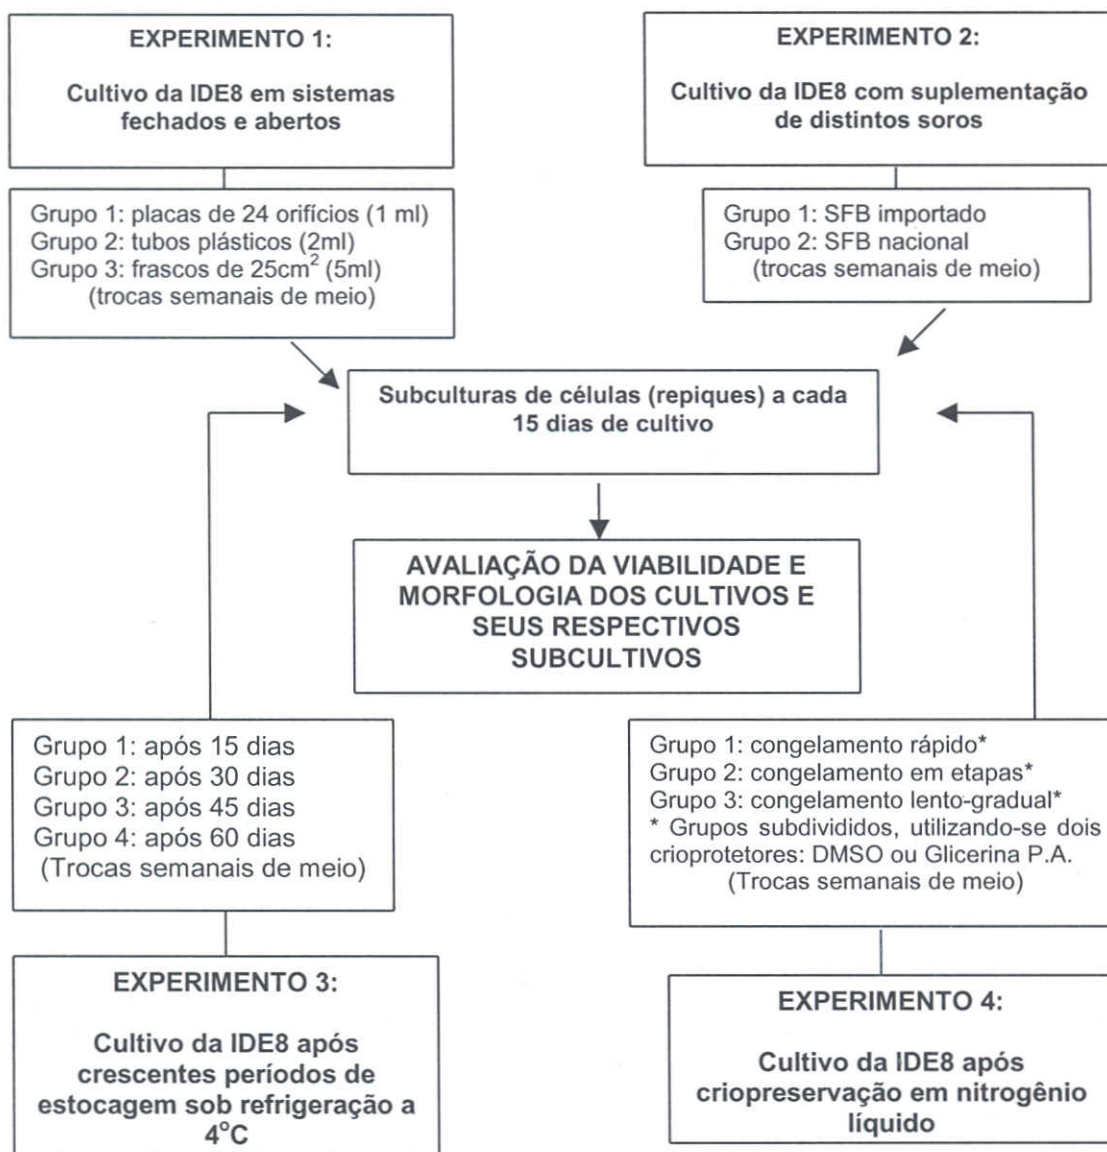 EXPERIMENTO 1:
Cultivo da IDE8 em sistemas
fechados e abertos
EXPERIMENTO 2:
Cultivo da IDE8 com suplementação
de distintos soros
Grupo 1: placas de 24 orifícios (1 ml)
Grupo 2: tubos plásticos (2ml)
Grupo 3: frascos de 25cm² (5ml)
(trocas semanais de meio)
Grupo 1: SFB importado
Grupo 2: SFB nacional
(trocas semanais de meio)
Subculturas de células (repiques) a cada
15 dias de cultivo
AVALIAÇÃO DA VIABILIDADE E
MORFOLOGIA DOS CULTIVOS E
SEUS RESPECTIVOS
SUBCULTIVOS
Grupo 1: após 15 dias
Grupo 2: após 30 dias
Grupo 3: após 45 dias
Grupo 4: após 60 dias
(Trocas semanais de meio)
Grupo 1: congelamento rápido*
Grupo 2: congelamento em etapas*
Grupo 3: congelamento lento-gradual*
* Grupos subdivididos, utilizando-se dois
crioprotetores: DMSO ou Glicerina P.A.
(Trocas semanais de meio)
EXPERIMENTO 3:
Cultivo da IDE8 após
crescentes períodos de
estocagem sob refrigeração a
4°C
EXPERIMENTO 4:
Cultivo da IDE8 após
criopreservação em nitrogênio
líquido